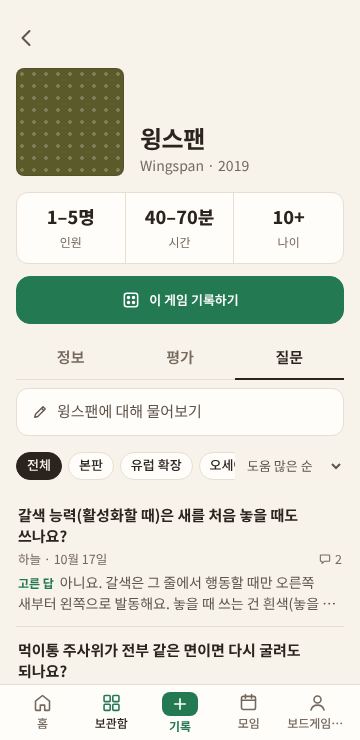 윙스팬
Wingspan · 2019
1–5명
40–70분
10+
인원
시간
나이
이 게임 기록하기
정보
평가
질문
윙스팬에 대해 물어보기
전체
본판
유럽 확장
도움 많은 순
갈색 능력(활성화할 때)은 새를 처음 놓을 때도
쓰나요?
하늘 · 10월 17일
2
고른 답 아니요. 갈색은 그 줄에서 행동할 때만 오른쪽
새부터 왼쪽으로 발동해요. 놓을 때 쓰는 건 흰색(놓을 …
먹이통 주사위가 전부 같은 면이면 다시 굴려도
되나요?
홈
보관함
기록
모임
보드게임…